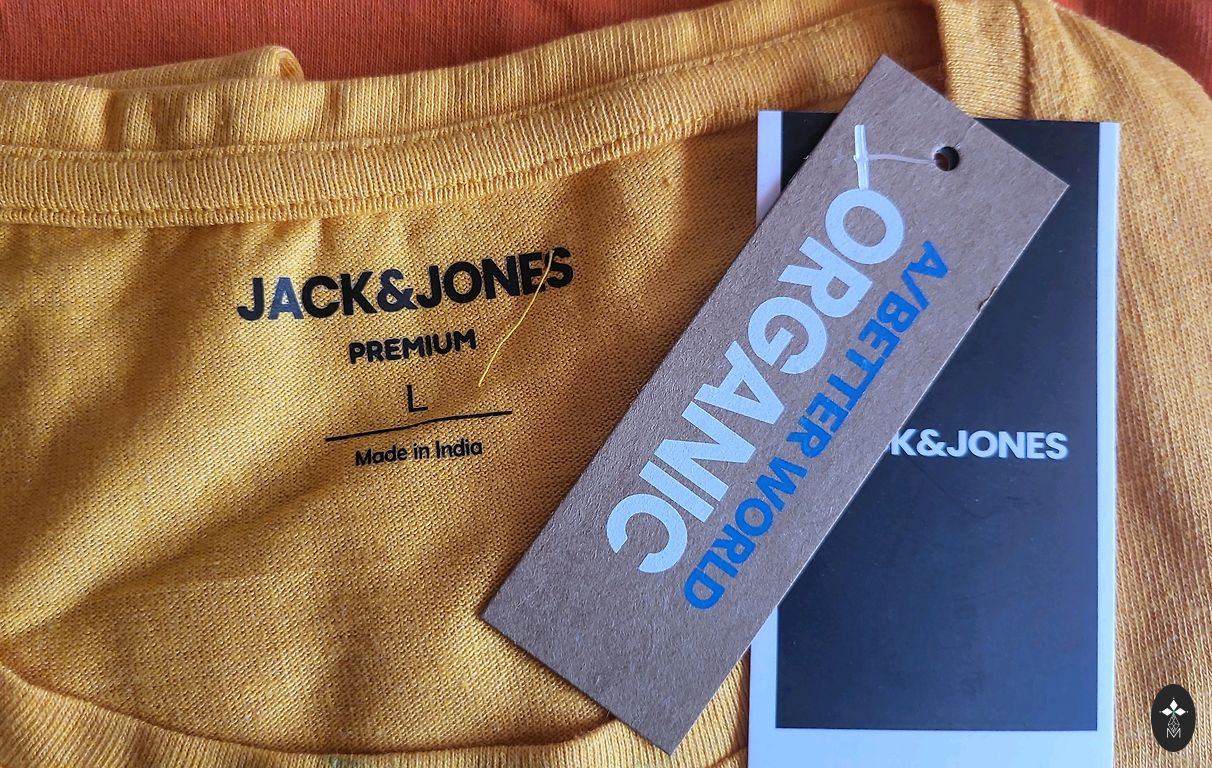 JACK&JONES
PREMIUM
L
Made in India
ORGANIC
A/BETTER WORLD
K&JONES
M